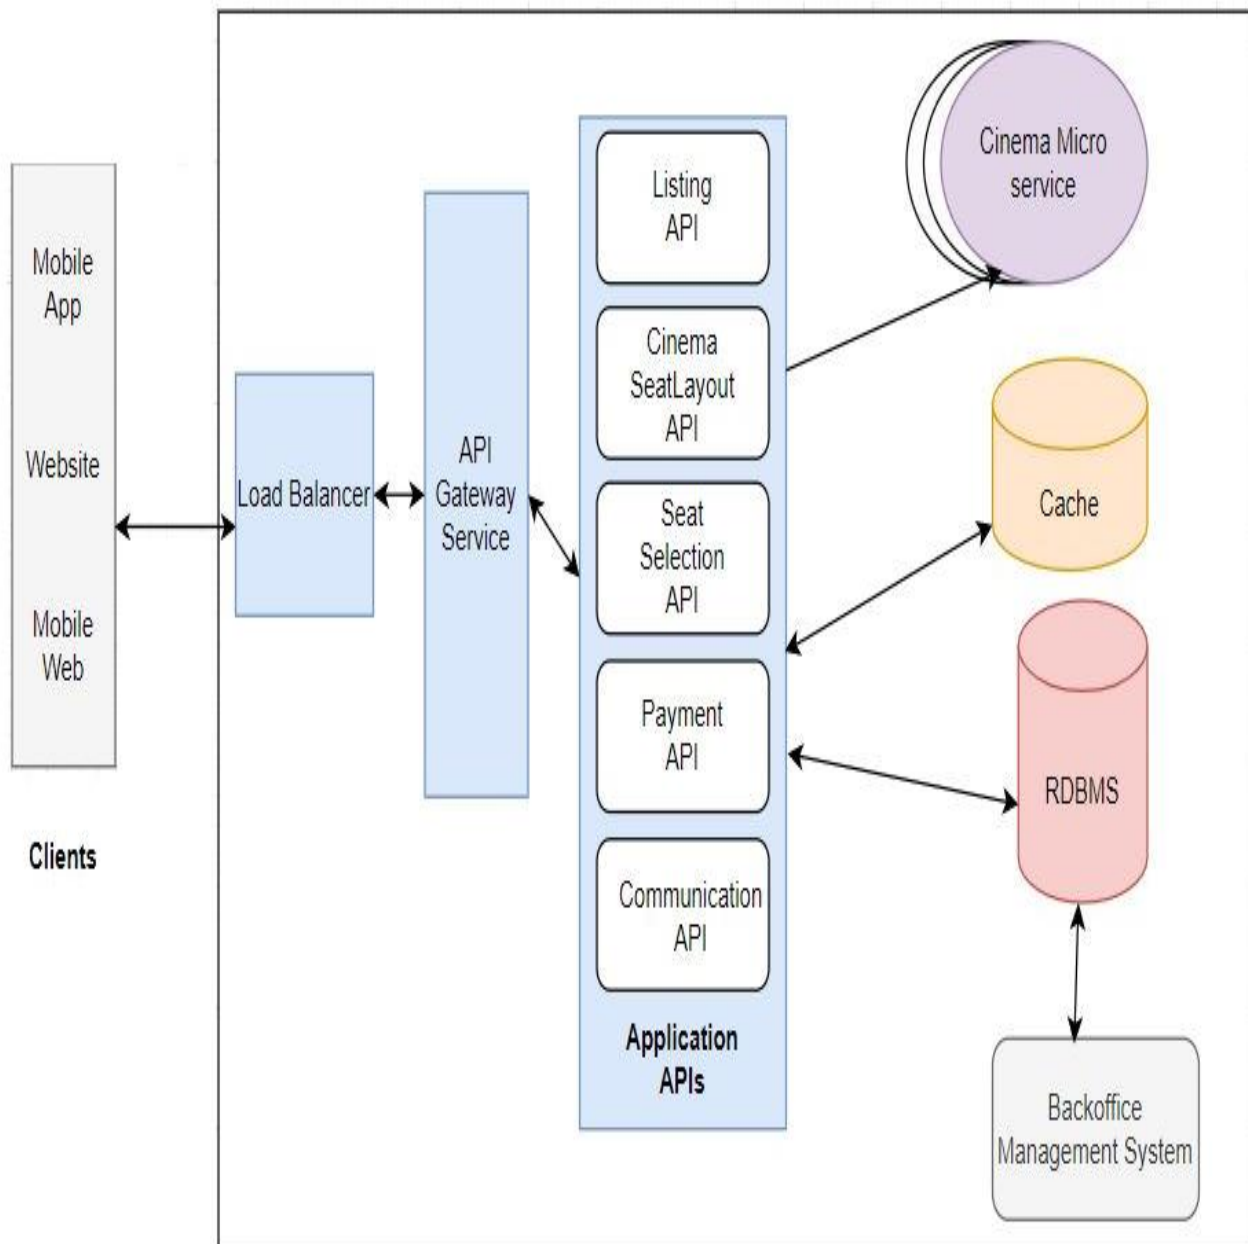 Mobile
App
Website
Mobile
Web
Clients
Load Balancer
API
Gateway
Service
Listing
API
Cinema
SeatLayout
API
Seat
Selection
API
Payment
API
Communication
API
Application
APIs
Cinema Micro
service
Cache
RDBMS
Backoffice
Management System